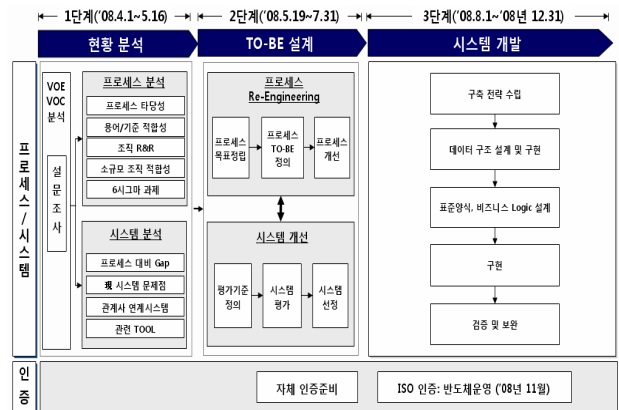 1단계('08.4.1~5.16)
2단계('08.5.19~7.31)
3단계('08.8.1~'08년 12.31)
현황 분석
TO-BE 설계
시스템 개발
프로세스/시스템
VOE
VOC
분석
설문조사
프로세스 분석
프로세스 타당성
용어/기준 적합성
조직 R&R
소규모 조직 적합성
6시그마 과제
시스템 분석
프로세스 대비 Gap
現 시스템 문제점
관계사 연계시스템
관련 TOOL
프로세스
Re-Engineering
프로세스
목표정립
프로세스
TO-BE
정의
프로세스
개선
시스템 개선
평가기준
정의
시스템
평가
시스템
선정
구축 전략 수립
데이터 구조 설계 및 구현
표준양식, 비즈니스 Logic 설계
구현
검증 및 보완
인증
자체 인증준비
ISO 인증: 반도체운영 ('08년 11월)